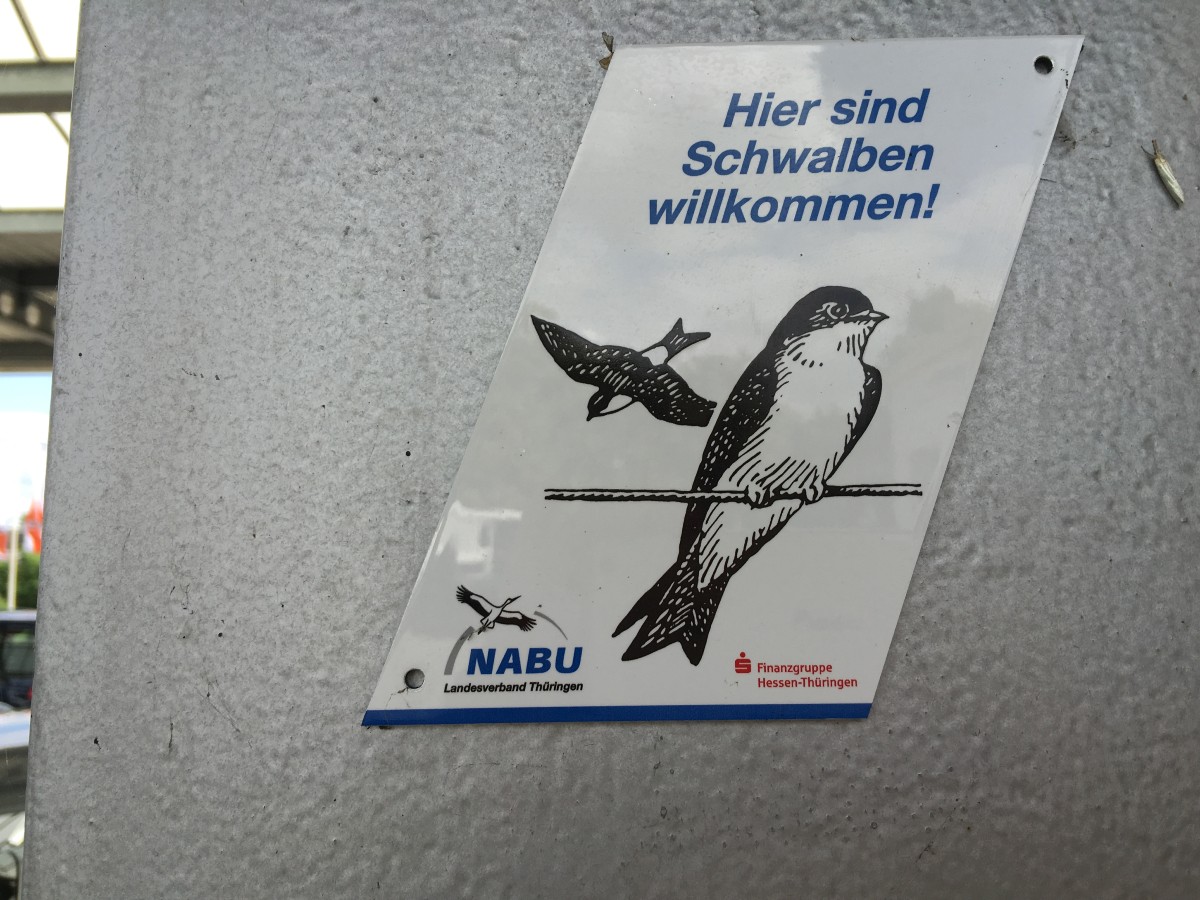 Hier sind
Schwalben
willkommen!
NABU
Landesverband Thüringen
Finanzgruppe
Hessen-Thüringen